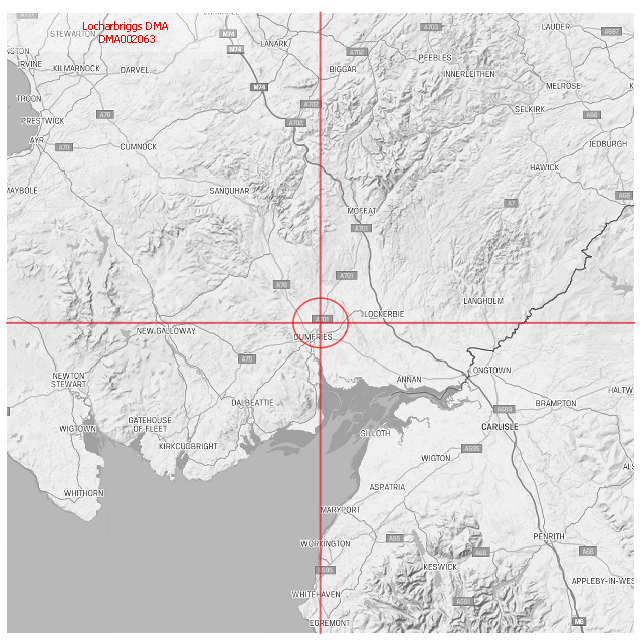 Locharbriggs DMA
DMA002063
STEWARTON
LAUDER
A703
A697
M74
M74
LANARK
A702
PEEBLES
IRVINE
KILMARNOCK
DARVEL
BIGGAR
INNERLEITHEN
MELROSE
M74
TROON
A702
SELKIRK
PRESTWICK
A76
A702
A68
AYR
A70
CUMNOCK
JEDBURGH
HAWICK
MAYBOLE
SANQUHAR
A68
A7
MOFFAT
A701
A701
A76
LANGHOLM
LOCKERBIE
A701
NEW GALLOWAY
DUMFRIES
A75
NEWTON
STEWART
LONGTOWN
ANNAN
DALBEATTIE
BRAMPTON
A689
WIGTOWN
GATEHOUSE
OF FLEET
CARLISLE
SILLOTH
KIRKCUDBRIGHT
A595
WIGTON
WHITHORN
ASPATRIA
MARYPORT
WORKINGTON
A66
PENRITH
A66
A66
KESWICK
A595
APPLEBY-IN-WES
WHITEHAVEN
A591
EGREMONT
M6